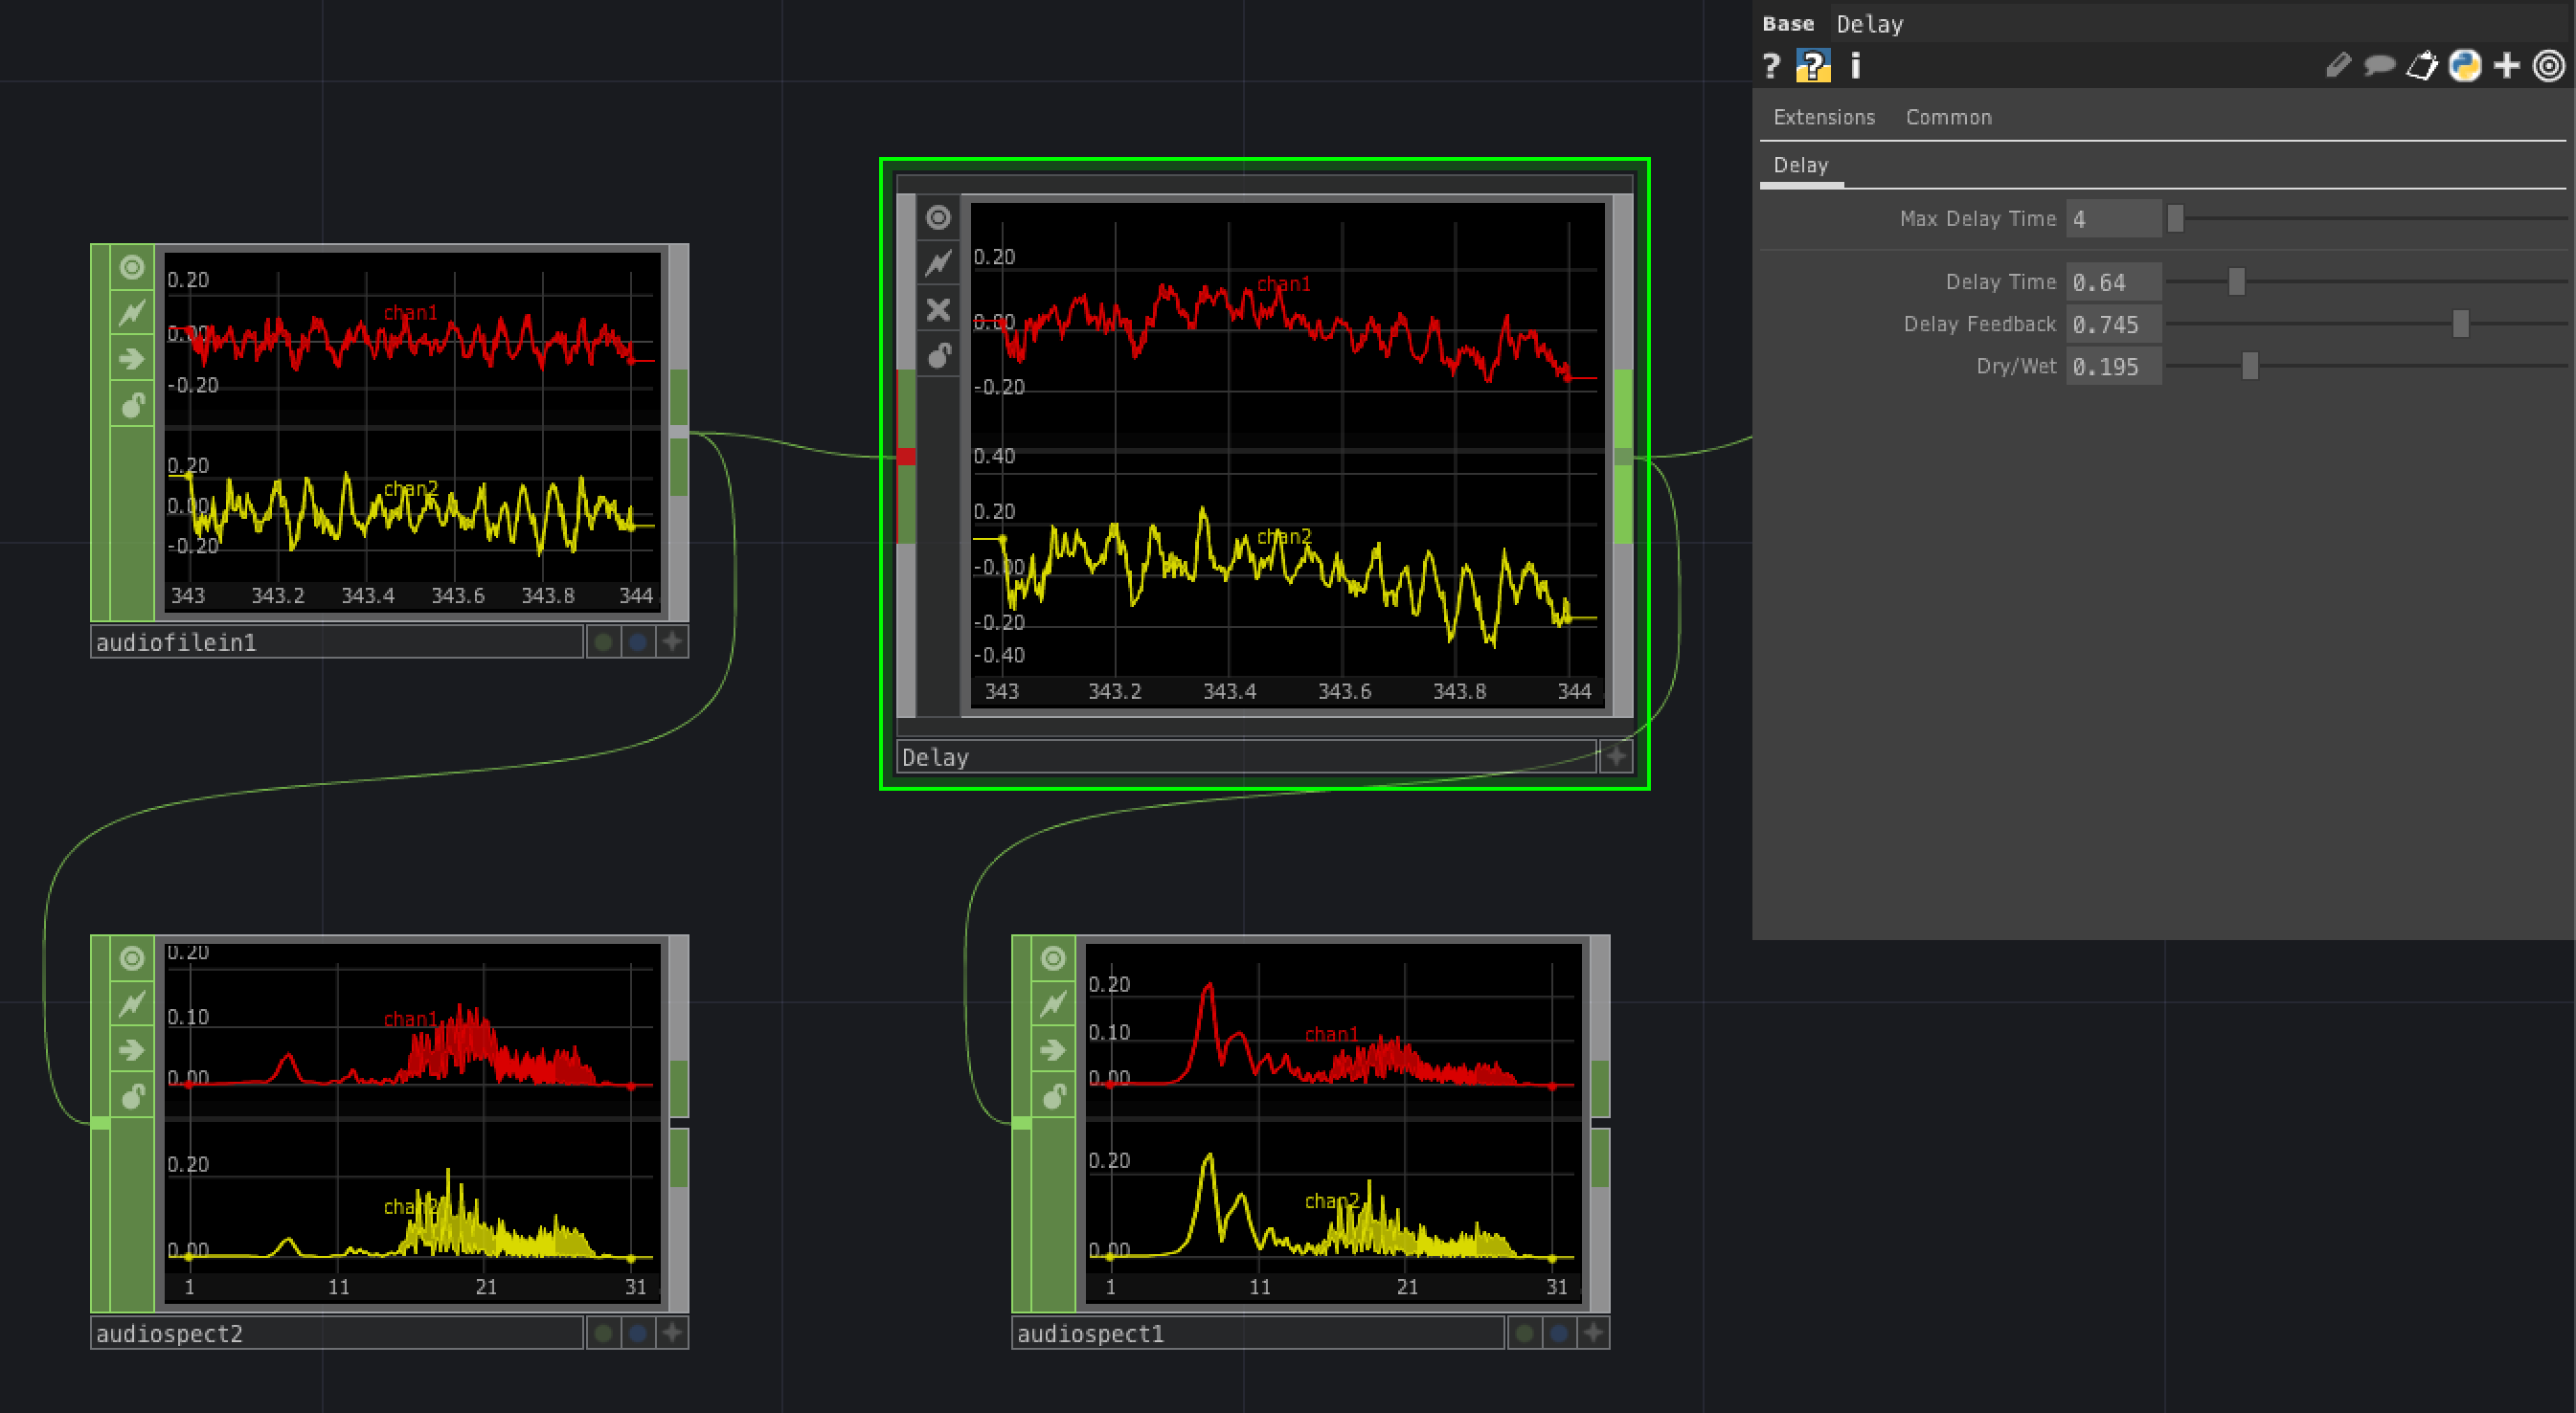 Base Delay
? ? i
Extensions Common
Delay
Max Delay Time 4
Delay Time 0.64
Delay Feedback 0.745
Dry/Wet 0.195
0.20
chan1
0.00
-0.20
0.20
chan2
0.00
-0.20
343 343.2 343.4 343.6 343.8 344
audiofilein1
0.20
chan1
0.00
-0.20
0.40
0.20
chan2
-0.00
-0.20
-0.40
343 343.2 343.4 343.6 343.8 344
Delay
0.20
0.10
chan1
0.00
0.20
chan2
0.00
1 11 21 31
audiospect2
0.20
0.10
chan1
0.00
0.20
chan2
0.00
1 11 21 31
audiospect1